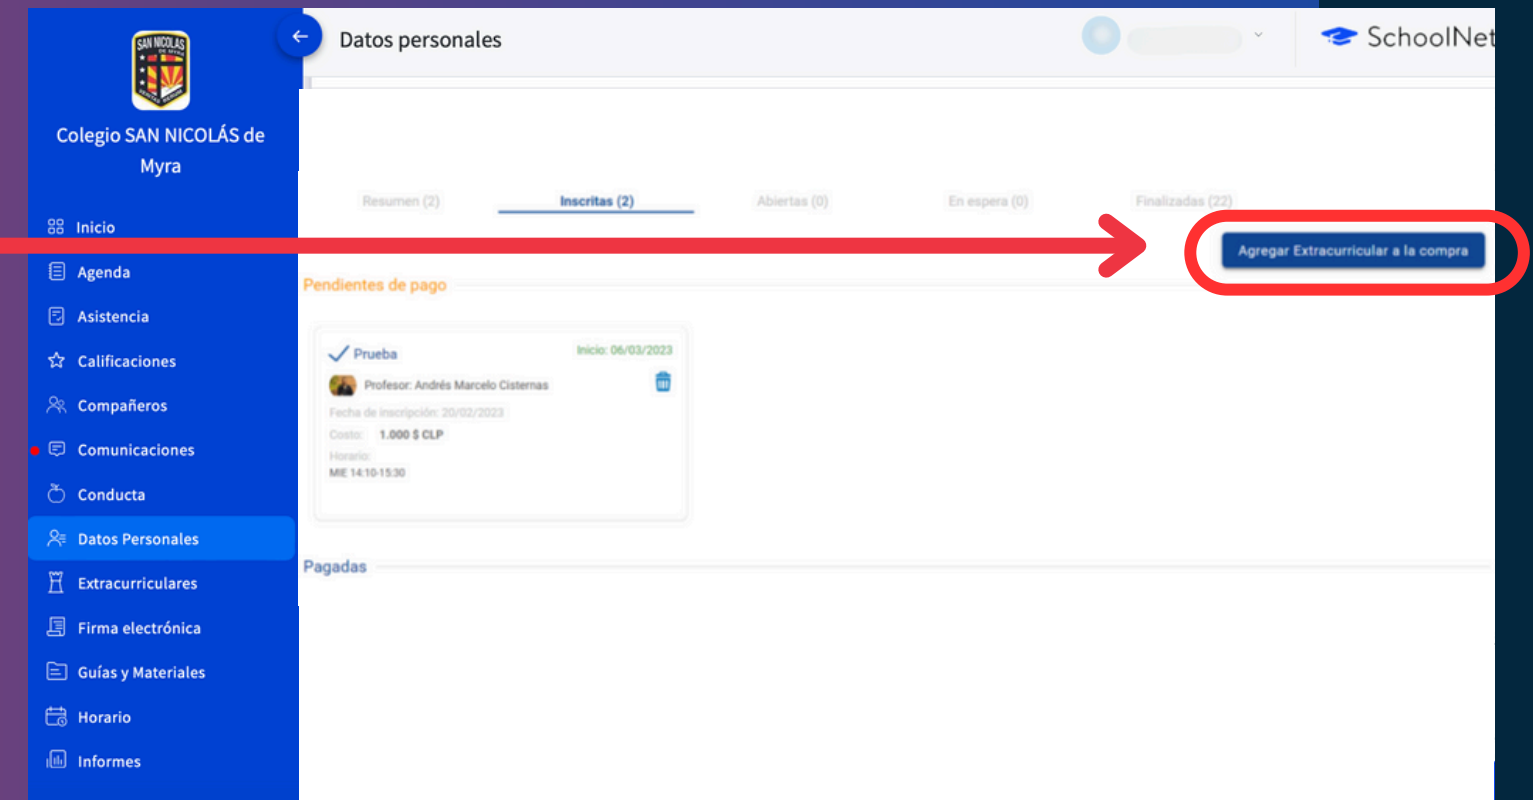 SAN NICOLAS
DE MYRA
Colegio SAN NICOLÁS de
Myra
Inicio
Agenda
Asistencia
Calificaciones
Compañeros
Comunicaciones
Conducta
Datos Personales
Extracurriculares
Firma electrónica
Guías y Materiales
Horario
Informes
Datos personales
SchoolNet
Resumen (2)
Inscritas (2)
Abiertas (0)
En espera (0)
Finalizadas (22)
Agregar Extracurricular a la compra
Pendientes de pago
Prueba
Inicio: 06/03/2023
Profesor: Andrés Marcelo Cisternas
Fecha de inscripción: 20/02/2023
Costo: 1.000 $ CLP
Horario:
MIE 14:10-15:30
Pagadas